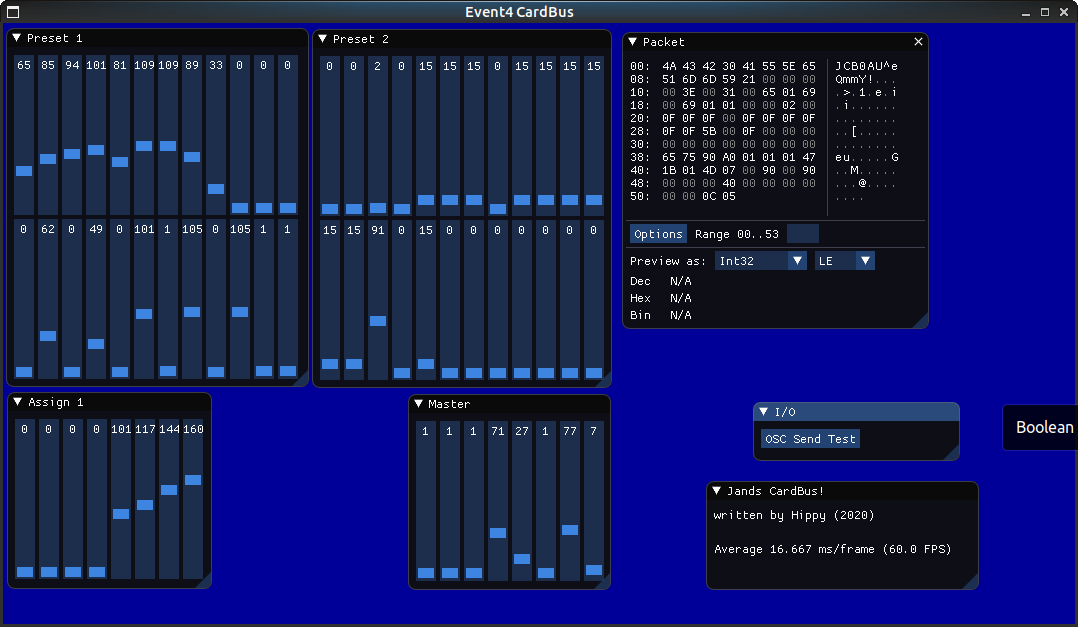 Event4 CardBus
Preset 1
65 85 94 101 81 109 109 89 33 0 0 0
0 62 0 49 0 101 1 105 0 105 1 1
Preset 2
0 0 2 0 15 15 15 0 15 15 15 15
15 15 91 0 15 0 0 0 0 0 0 0
Packet
00: 4A 43 42 30 41 55 5E 65 JCB0AU^e
08: 51 6D 6D 59 21 00 00 00 QmmY!...
10: 00 3E 00 31 00 65 01 69 .>.1.e.i
18: 00 69 01 01 00 00 02 00 .i......
20: 0F 0F 0F 00 0F 0F 0F 0F ........
28: 0F 0F 5B 00 0F 00 00 00 ..[.....
30: 00 00 00 00 00 00 00 00 ........
38: 65 75 90 A0 01 01 01 47 eu.....G
40: 1B 01 4D 07 00 90 00 90 ..M.....
48: 00 00 00 40 00 00 00 00 ...@....
50: 00 00 0C 05 ....
Options Range 00..53
Preview as: Int32 LE
Dec N/A
Hex N/A
Bin N/A
Assign 1
0 0 0 0 101 117 144 160
Master
1 1 1 71 27 1 77 7
I/O
OSC Send Test
Boolean
Jands CardBus!
written by Hippy (2020)
Average 16.667 ms/frame (60.0 FPS)